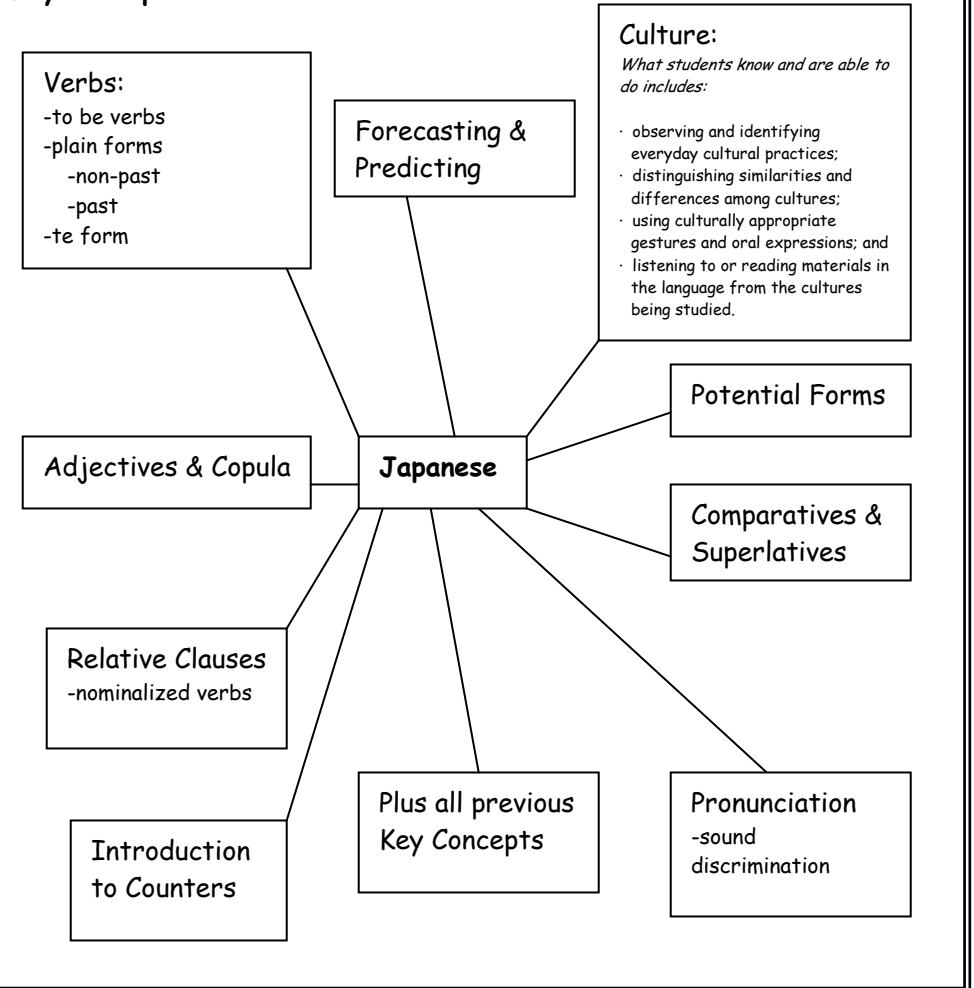 Verbs:
-to be verbs
-plain forms
-non-past
-past
-te form
Forecasting &
Predicting
Culture:
What students know and are able to
do includes:
· observing and identifying
everyday cultural practices;
· distinguishing similarities and
differences among cultures;
· using culturally appropriate
gestures and oral expressions; and
· listening to or reading materials in
the language from the cultures
being studied.
Potential Forms
Adjectives & Copula
Japanese
Comparatives &
Superlatives
Relative Clauses
-nominalized verbs
Introduction
to Counters
Plus all previous
Key Concepts
Pronunciation
-sound
discrimination